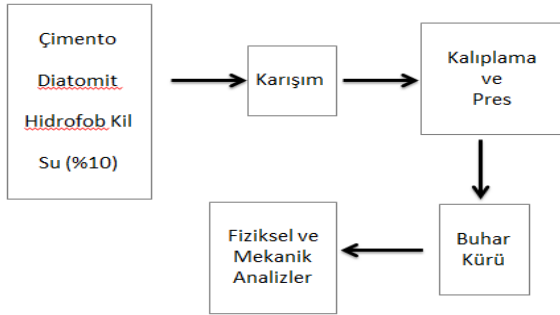 Çimento
Diatomit
Hidrofob Kil
Su (%10)
Karışım
Kalıplama
ve
Pres
Buhar
Kürü
Fiziksel ve
Mekanik
Analizler